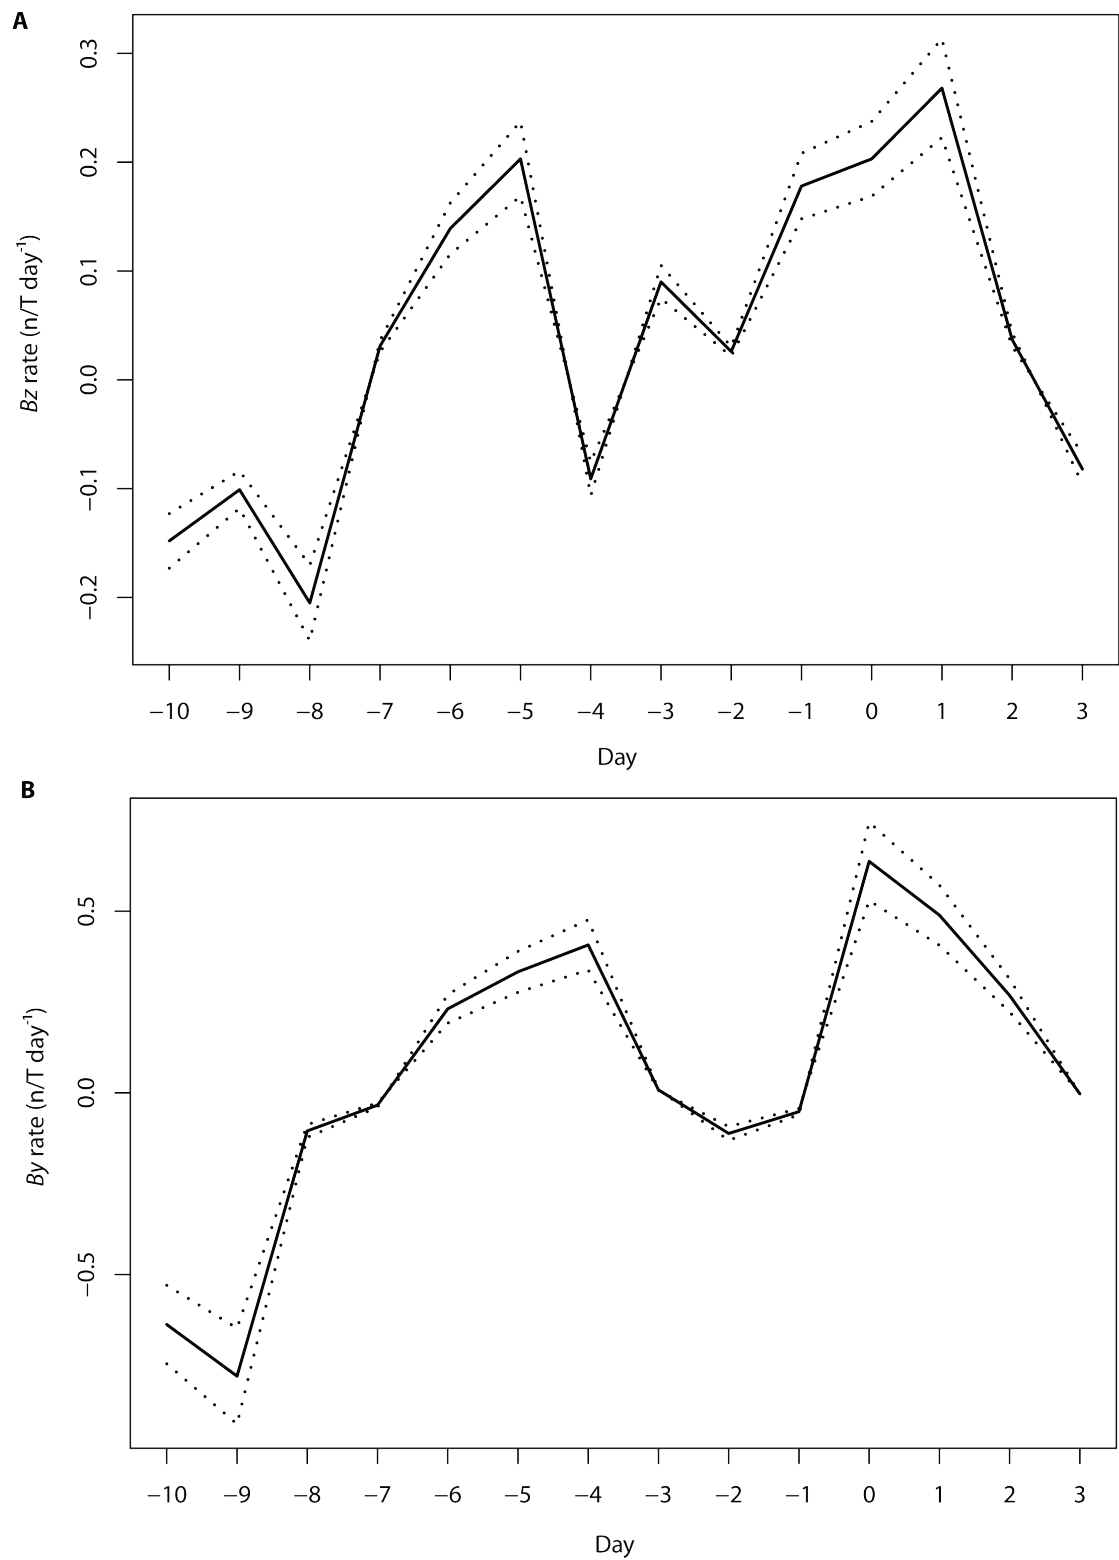 A
0.3
0.2
0.1
0.0
−0.1
−0.2
Bz rate (n/T day-1)
−10 −9 −8 −7 −6 −5 −4 −3 −2 −1 0 1 2 3
Day
B
0.5
0.0
−0.5
By rate (n/T day-1)
−10 −9 −8 −7 −6 −5 −4 −3 −2 −1 0 1 2 3
Day